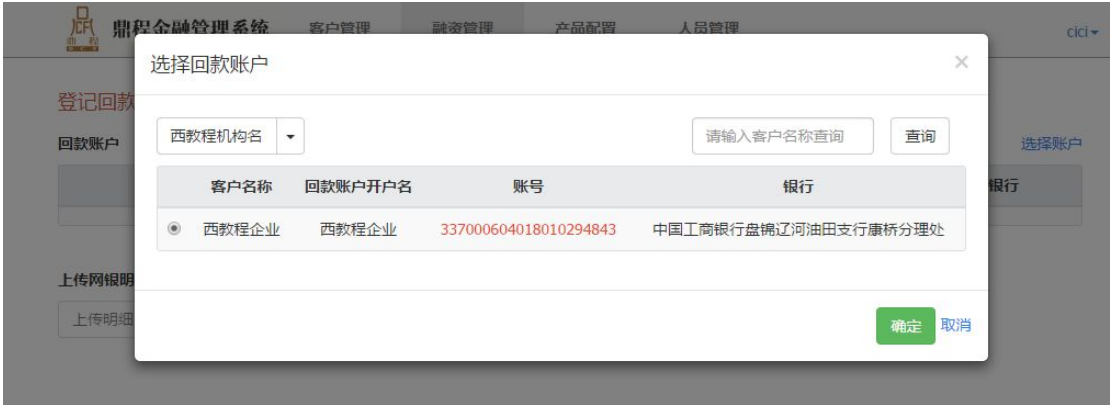 鼎程金融管理系统 客户管理 融资管理 产品配置 人员管理 cici
鼎 程
选择回款账户 ×
登记回款
西教程机构名 请输入客户名称查询 查询
回款账户 选择账户
客户名称 回款账户开户名 账号 银行
银行
西教程企业 西教程企业 337000604018010294843 中国工商银行盘锦辽河油田支行康桥分理处
上传网银明
上传明细
确定 取消